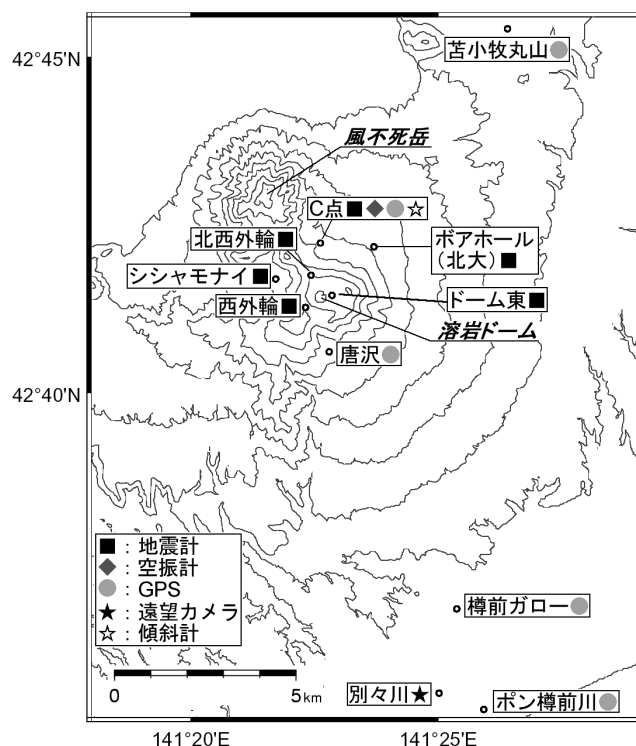 42°45'N
苫小牧丸山
風不死岳
C点
北西外輪
ボアホール
(北大)
シシャモナイ
ドーム東
西外輪
溶岩ドーム
唐沢
42°40'N
：地震計
：空振計
：GPS
：遠望カメラ
：傾斜計
樽前ガロー
0 5km
別々川
ポン樽前川
141°20'E 141°25'E